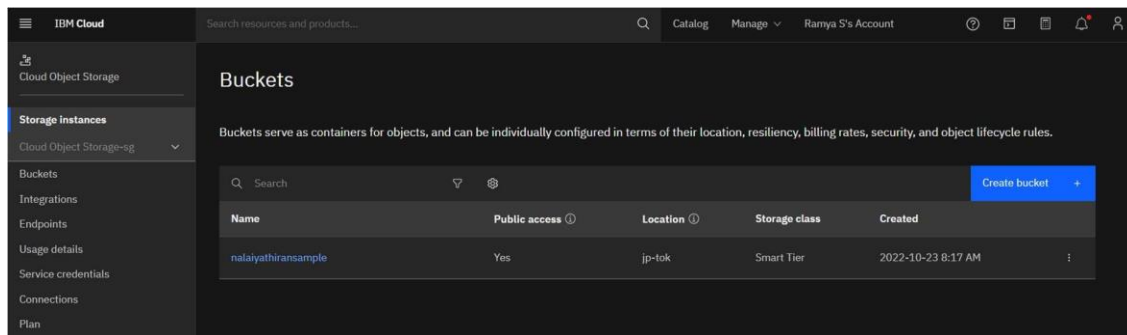 IBM Cloud
Search resources and products...
Catalog
Manage
Ramya S's Account
Cloud Object Storage
Storage instances
Cloud Object Storage-sg
Buckets
Integrations
Endpoints
Usage details
Service credentials
Connections
Plan
Buckets
Buckets serve as containers for objects, and can be individually configured in terms of their location, resiliency, billing rates, security, and object lifecycle rules.
Search
Create bucket +
Name Public access Location Storage class Created
nalaiyathiransample Yes jp-tok Smart Tier 2022-10-23 8:17 AM